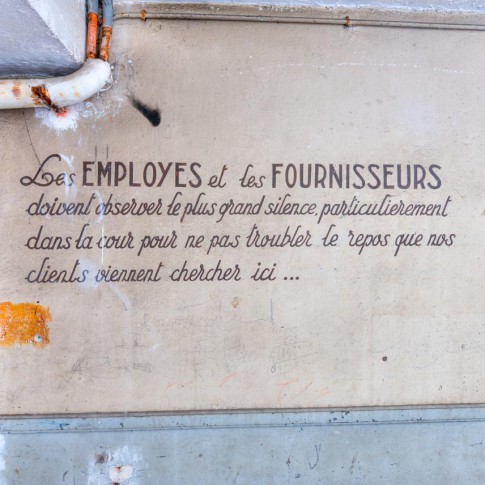 Les EMPLOYES et les FOURNISSEURS
doivent observer le plus grand silence, particulierement
dans la cour pour ne pas troubler le repos que nos
clients viennent chercher ici ...